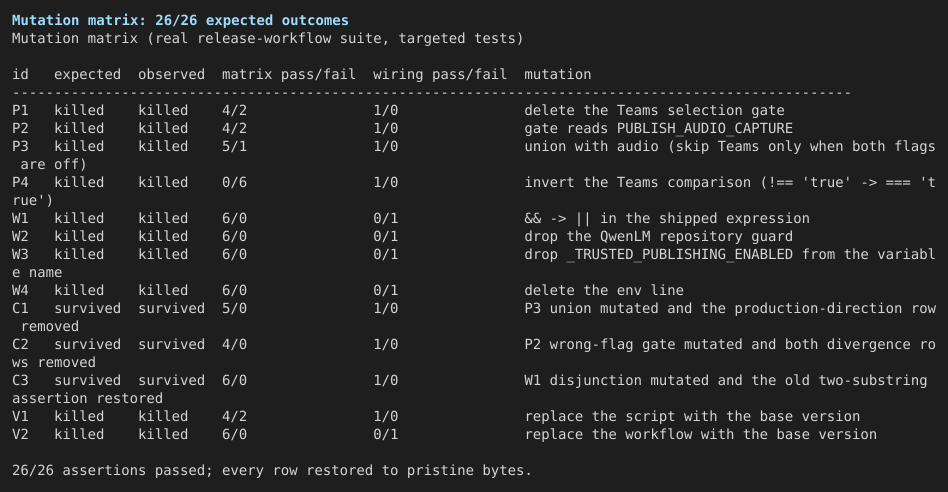 Mutation matrix: 26/26 expected outcomes
Mutation matrix (real release-workflow suite, targeted tests)
id   expected  observed  matrix pass/fail  wiring pass/fail  mutation
----------------------------------------------------------------------------------------------------
P1   killed    killed    4/2               1/0               delete the Teams selection gate
P2   killed    killed    4/2               1/0               gate reads PUBLISH_AUDIO_CAPTURE
P3   killed    killed    5/1               1/0               union with audio (skip Teams only when both flags
 are off)
P4   killed    killed    0/6               1/0               invert the Teams comparison (!== 'true' -> === 't
rue')
W1   killed    killed    6/0               0/1               && -> || in the shipped expression
W2   killed    killed    6/0               0/1               drop the QwenLM repository guard
W3   killed    killed    6/0               0/1               drop _TRUSTED_PUBLISHING_ENABLED from the variabl
e name
W4   killed    killed    6/0               0/1               delete the env line
C1   survived  survived  5/0               1/0               P3 union mutated and the production-direction row
 removed
C2   survived  survived  4/0               1/0               P2 wrong-flag gate mutated and both divergence ro
ws removed
C3   survived  survived  6/0               1/0               W1 disjunction mutated and the old two-substring
assertion restored
V1   killed    killed    4/2               1/0               replace the script with the base version
V2   killed    killed    6/0               0/1               replace the workflow with the base version
26/26 assertions passed; every row restored to pristine bytes.